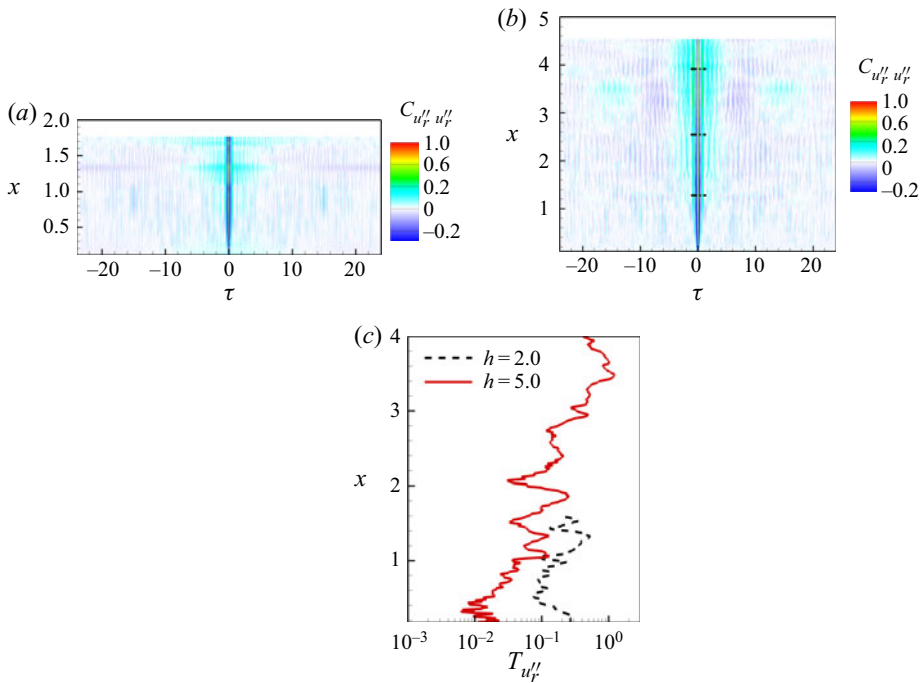 (a)
C_{u_r'' u_r''}
2.0
1.5
1.0
0.5
x
−20 −10 0 10 20
τ
1.0
0.6
0.2
0
−0.2
(b)
C_{u_r'' u_r''}
5
4
3
2
1
x
−20 −10 0 10 20
τ
1.0
0.6
0.2
0
−0.2
(c)
h = 2.0
h = 5.0
4
3
2
1
x
10^{−3} 10^{−2} 10^{−1} 10^{0}
T_{u_r''}